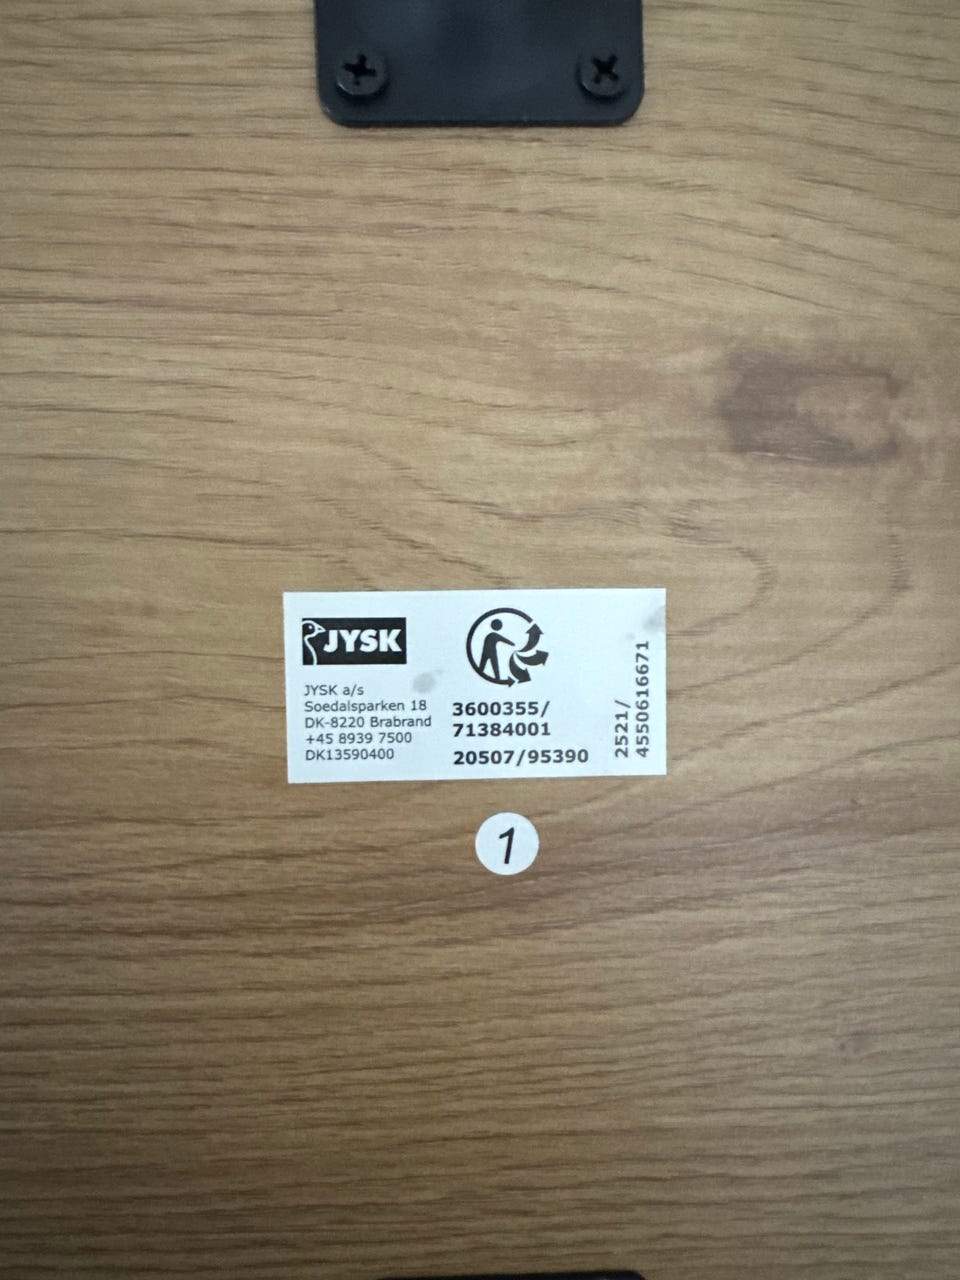 JYSK
JYSK a/s
Soedalsparken 18
DK-8220 Brabrand
+45 8939 7500
DK13590400
3600355/
71384001
20507/95390
2521/
4550616671
1